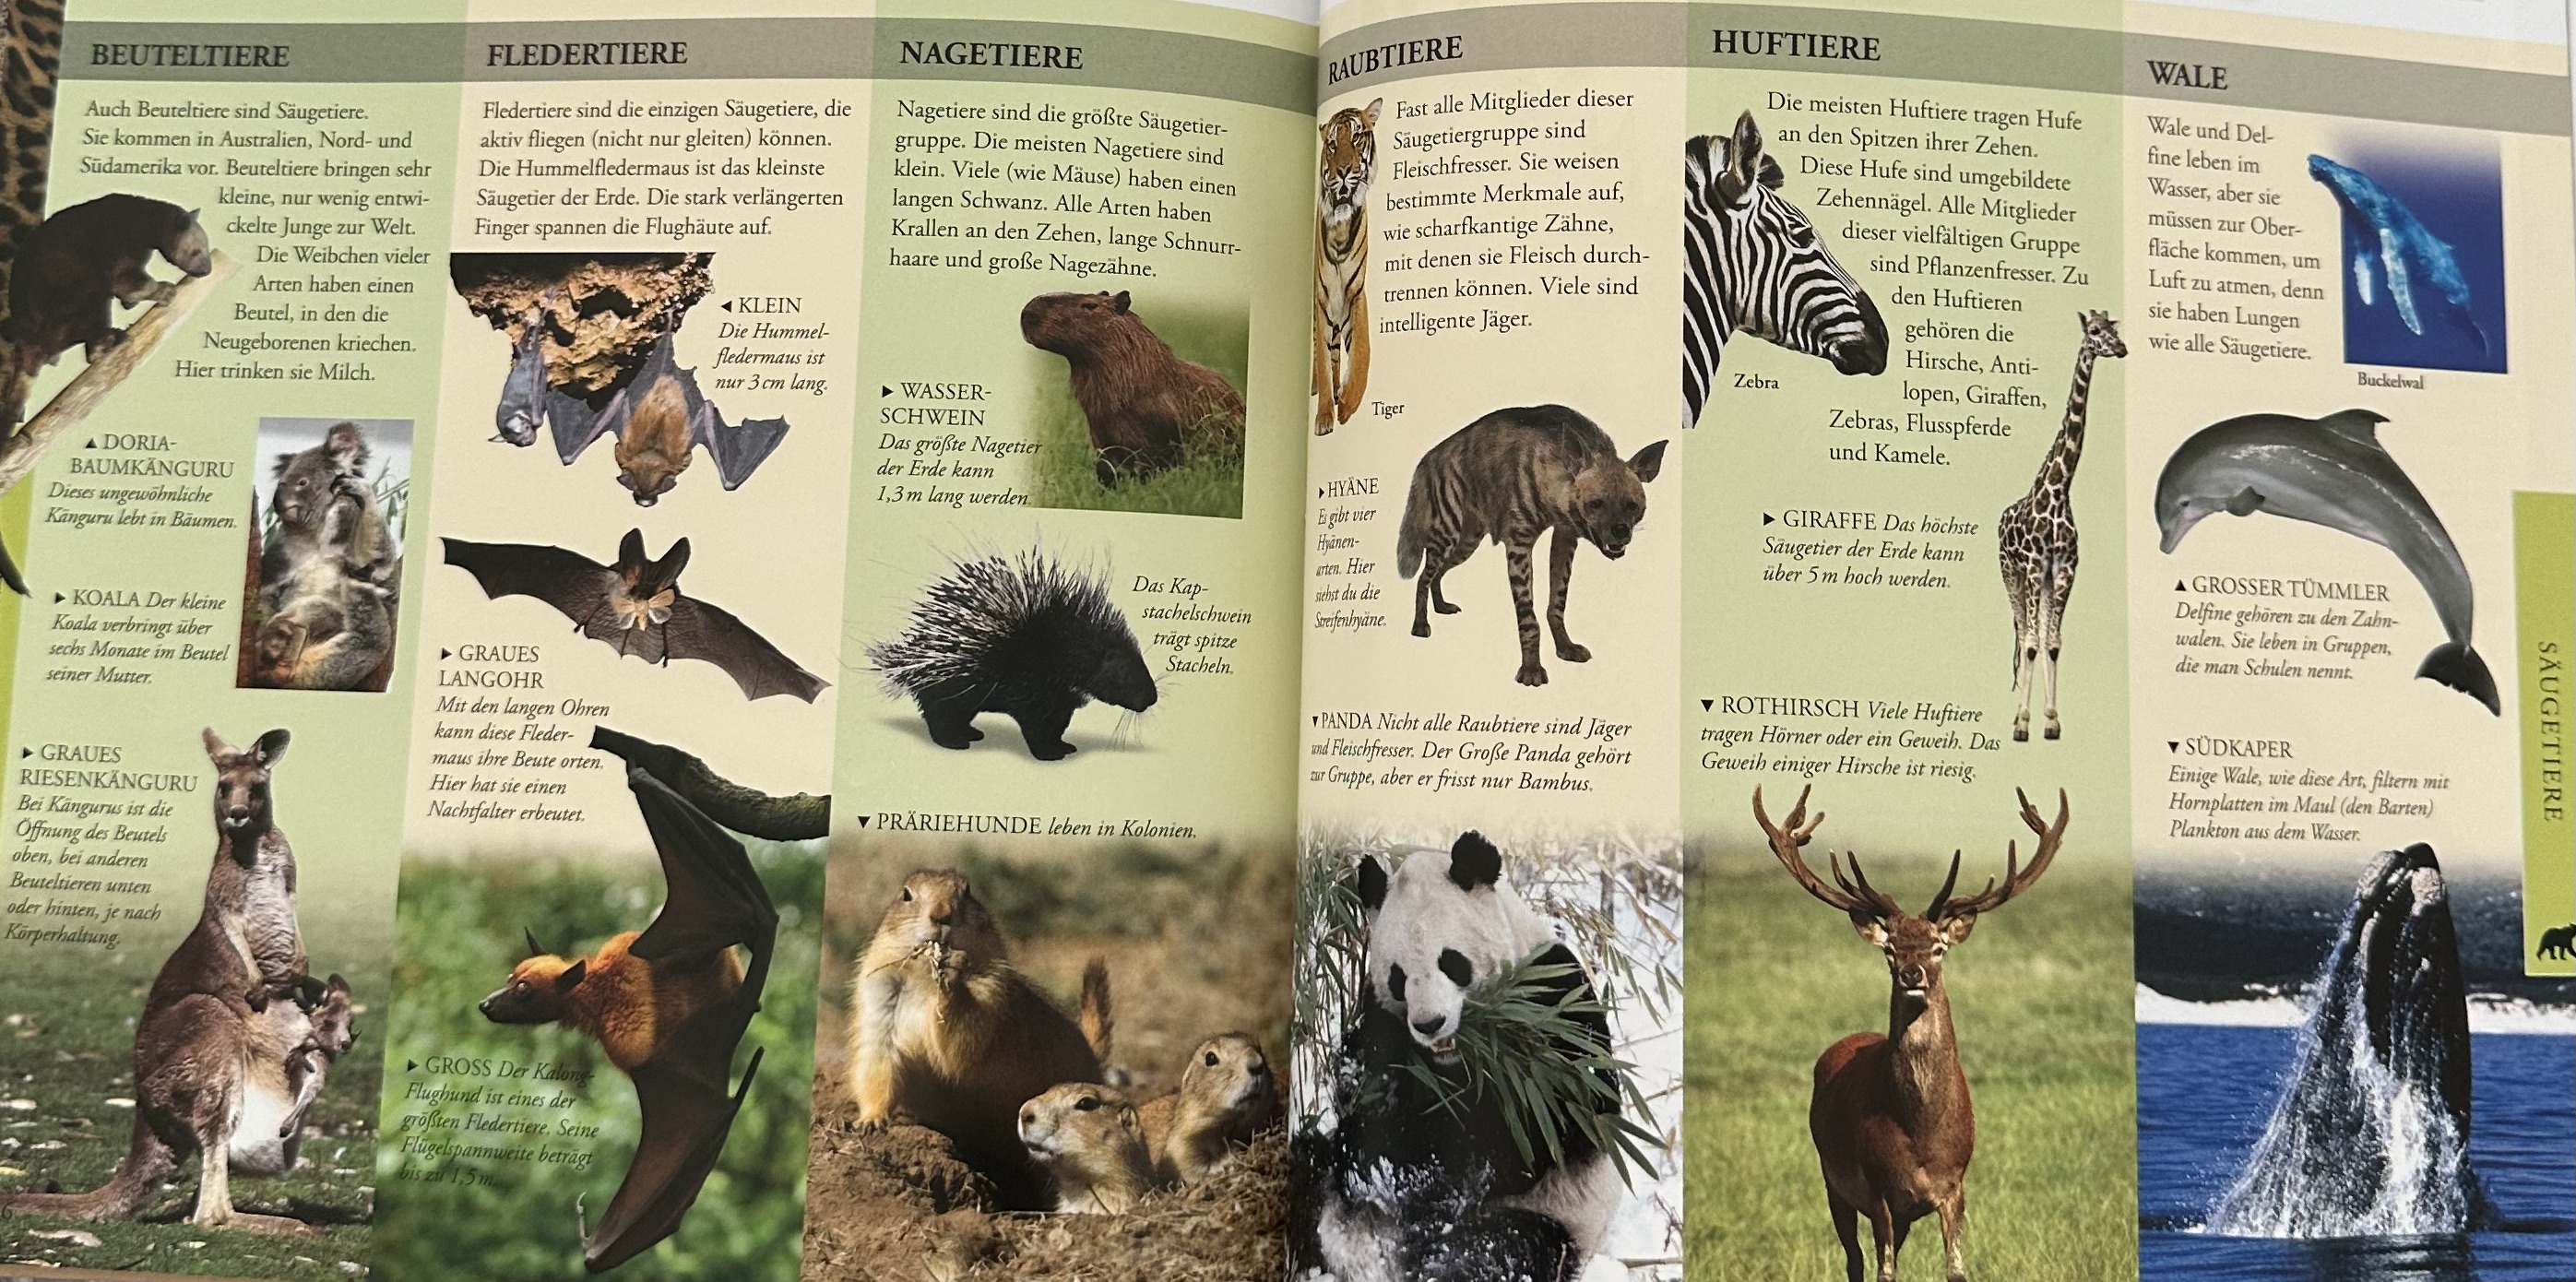 BEUTELTIERE
Auch Beuteltiere sind Säugetiere.
Sie kommen in Australien, Nord- und
Südamerika vor. Beuteltiere bringen sehr
kleine, nur wenig entwi-
ckelte Junge zur Welt.
Die Weibchen vieler
Arten haben einen
Beutel, in den die
Neugeborenen kriechen.
Hier trinken sie Milch.
▲ DORIA-
BAUMKÄNGURU
Dieses ungewöhnliche
Känguru lebt in Bäumen.
► KOALA Der kleine
Koala verbringt über
sechs Monate im Beutel
seiner Mutter.
► GRAUES
RIESENKÄNGURU
Bei Kängurus ist die
Öffnung des Beutels
oben, bei anderen
Beuteltieren unten
oder hinten, je nach
Körperhaltung.
6
FLEDERTIERE
Fledertiere sind die einzigen Säugetiere, die
aktiv fliegen (nicht nur gleiten) können.
Die Hummelfledermaus ist das kleinste
Säugetier der Erde. Die stark verlängerten
Finger spannen die Flughäute auf.
◄ KLEIN
Die Hummel-
fledermaus ist
nur 3 cm lang.
► GRAUES
LANGOHR
Mit den langen Ohren
kann diese Fleder-
maus ihre Beute orten.
Hier hat sie einen
Nachtfalter erbeutet.
► GROSS Der Kalong-
Flughund ist eines der
größten Fledertiere. Seine
Flügelspannweite beträgt
bis zu 1,5 m.
NAGETIERE
Nagetiere sind die größte Säugetier-
gruppe. Die meisten Nagetiere sind
klein. Viele (wie Mäuse) haben einen
langen Schwanz. Alle Arten haben
Krallen an den Zehen, lange Schnurr-
haare und große Nagezähne.
► WASSER-
SCHWEIN
Das größte Nagetier
der Erde kann
1,3 m lang werden.
Das Kap-
stachelschwein
trägt spitze
Stacheln.
▼ PRÄRIEHUNDE leben in Kolonien.
RAUBTIERE
Fast alle Mitglieder dieser
Säugetiergruppe sind
Fleischfresser. Sie weisen
bestimmte Merkmale auf,
wie scharfkantige Zähne,
mit denen sie Fleisch durch-
trennen können. Viele sind
intelligente Jäger.
Tiger
► HYÄNE
Es gibt vier
Hyänen-
arten. Hier
siehst du die
Streifenhyäne.
▼ PANDA Nicht alle Raubtiere sind Jäger
und Fleischfresser. Der Große Panda gehört
zur Gruppe, aber er frisst nur Bambus.
HUFTIERE
Die meisten Huftiere tragen Hufe
an den Spitzen ihrer Zehen.
Diese Hufe sind umgebildete
Zehennägel. Alle Mitglieder
dieser vielfältigen Gruppe
sind Pflanzenfresser. Zu
den Huftieren
gehören die
Hirsche, Anti-
lopen, Giraffen,
Zebras, Flusspferde
und Kamele.
Zebra
► GIRAFFE Das höchste
Säugetier der Erde kann
über 5 m hoch werden.
▼ ROTHIRSCH Viele Huftiere
tragen Hörner oder ein Geweih. Das
Geweih einiger Hirsche ist riesig.
WALE
Wale und Del-
fine leben im
Wasser, aber sie
müssen zur Ober-
fläche kommen, um
Luft zu atmen, denn
sie haben Lungen
wie alle Säugetiere.
Buckelwal
▲ GROSSER TÜMMLER
Delfine gehören zu den Zahn-
walen. Sie leben in Gruppen,
die man Schulen nennt.
▼ SÜDKAPER
Einige Wale, wie diese Art, filtern mit
Hornplatten im Maul (den Barten)
Plankton aus dem Wasser.
SÄUGETIERE